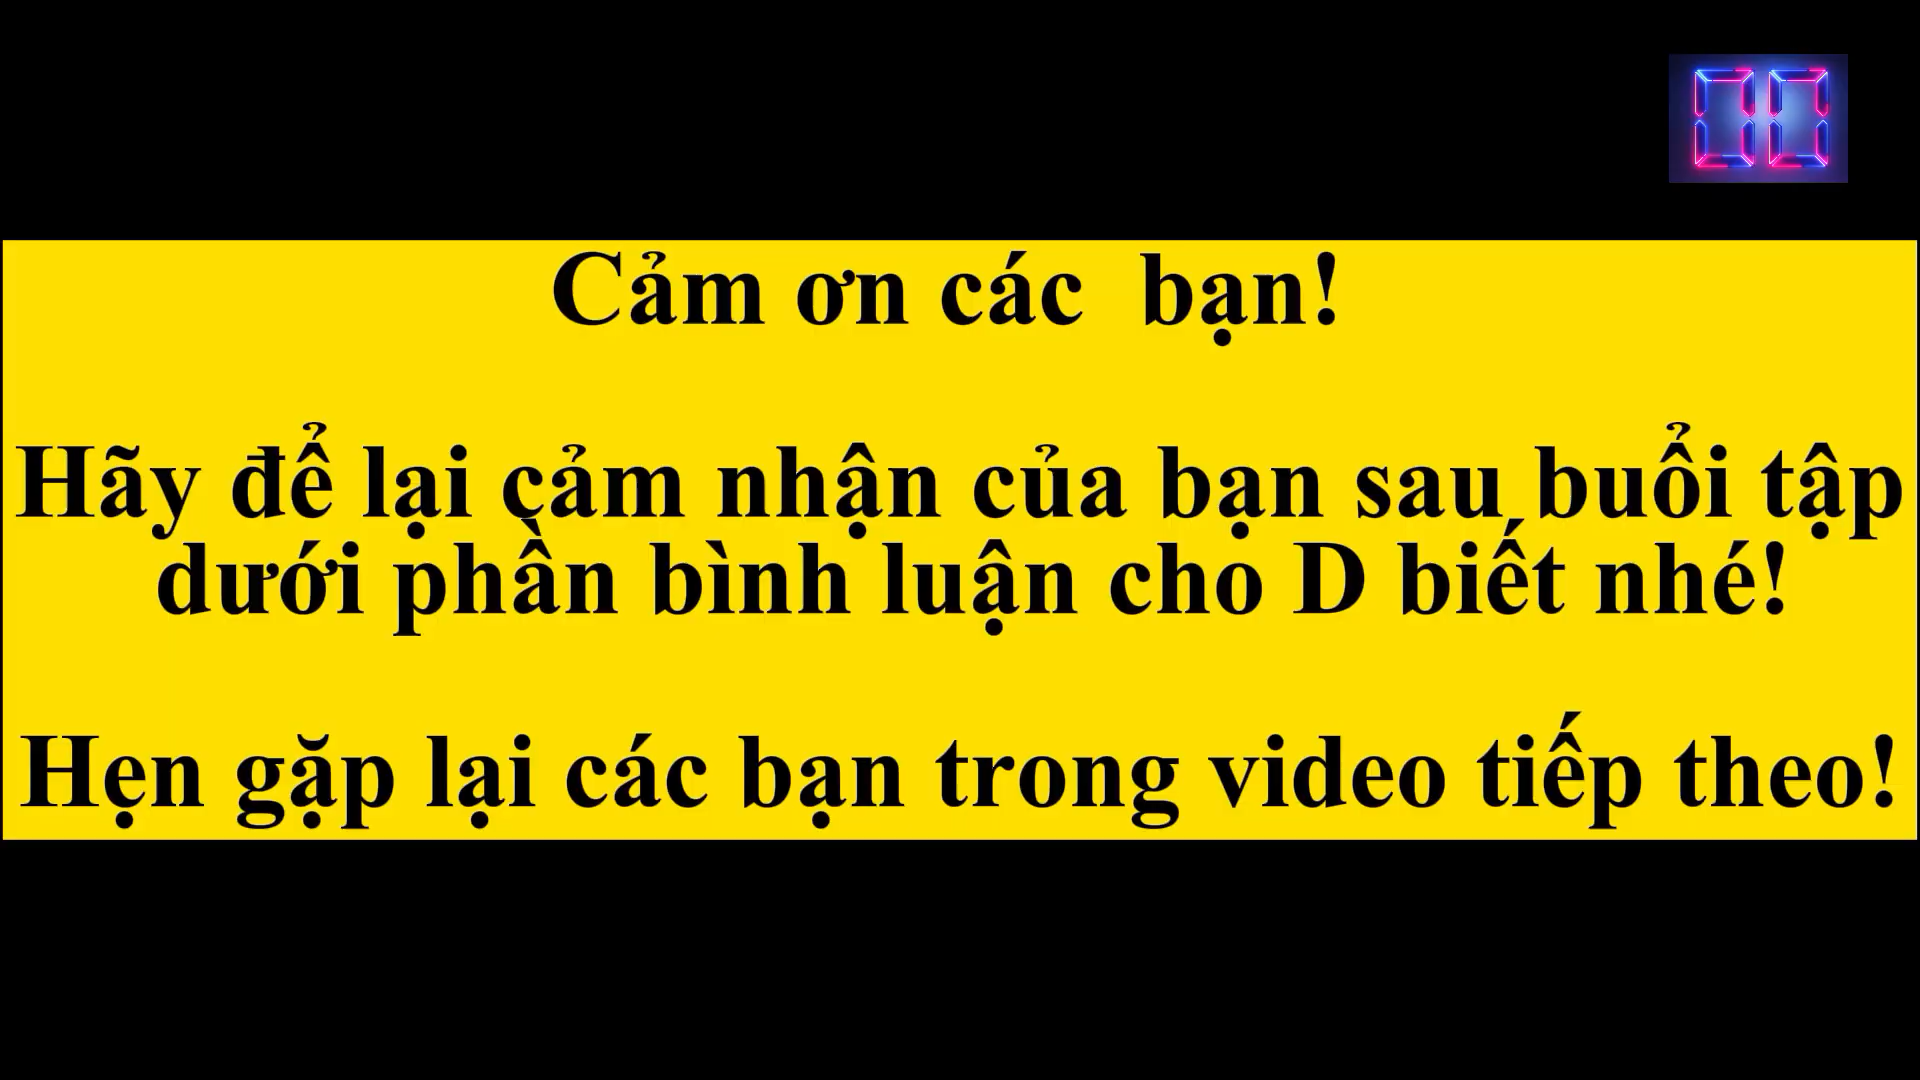 00
Cảm ơn các bạn!
Hãy để lại cảm nhận của bạn sau buổi tập
dưới phần bình luận cho D biết nhé!
Hẹn gặp lại các bạn trong video tiếp theo!